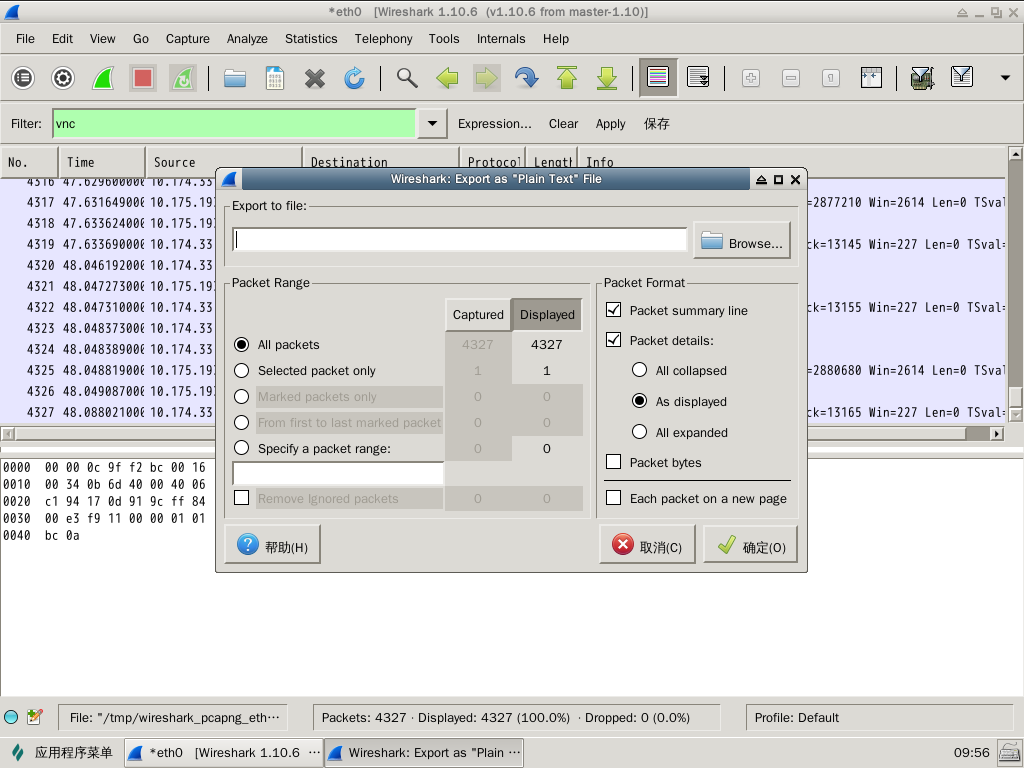 *eth0 [Wireshark 1.10.6 (v1.10.6 from master-1.10)]
File Edit View Go Capture Analyze Statistics Telephony Tools Internals Help
Filter: vnc Expression... Clear Apply 保存
No. Time Source Destination Protocol Length Info
4316 47.629600000 10.174.33
4317 47.631649000 10.175.19 =2877210 Win=2614 Len=0 TSval
4318 47.633624000 10.175.19
4319 47.633690000 10.174.33 ck=13145 Win=227 Len=0 TSval=
4320 48.046192000 10.174.33
4321 48.047273000 10.175.19
4322 48.047310000 10.174.33 ck=13155 Win=227 Len=0 TSval=
4323 48.048373000 10.174.33
4324 48.048389000 10.174.33
4325 48.048819000 10.175.19 =2880680 Win=2614 Len=0 TSval
4326 48.049087000 10.175.19
4327 48.088021000 10.174.33 ck=13165 Win=227 Len=0 TSval=
Wireshark: Export as "Plain Text" File
Export to file:
Browse...
Packet Range
Captured Displayed
All packets 4327 4327
Selected packet only 1 1
Marked packets only 0 0
From first to last marked packet 0 0
Specify a packet range: 0 0
Remove Ignored packets 0 0
Packet Format
Packet summary line
Packet details:
All collapsed
As displayed
All expanded
Packet bytes
Each packet on a new page
帮助(H) 取消(C) 确定(O)
0000 00 00 0c 9f f2 bc 00 16
0010 00 34 0b 6d 40 00 40 06
0020 c1 94 17 0d 91 9c ff 84
0030 00 e3 f9 11 00 00 01 01
0040 bc 0a
File: "/tmp/wireshark_pcapng_eth··· Packets: 4327 · Displayed: 4327 (100.0%) · Dropped: 0 (0.0%) Profile: Default
应用程序菜单 *eth0 [Wireshark 1.10.6 ··· Wireshark: Export as "Plain ··· 09:56